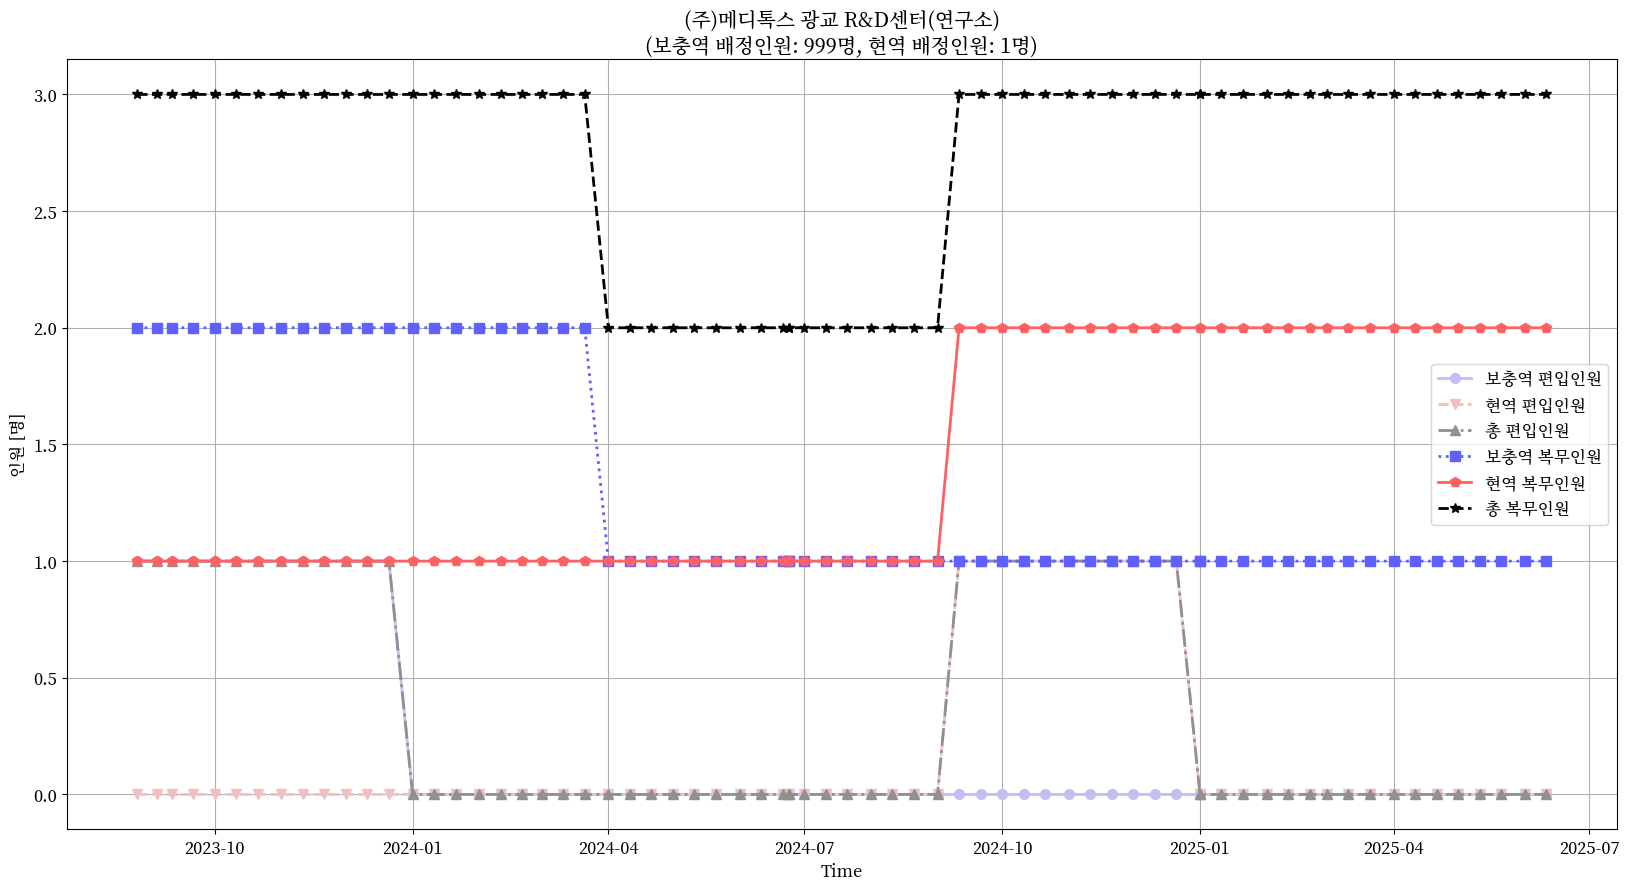 (주)메디톡스 광교 R&D센터(연구소)
(보충역 배정인원: 999명, 현역 배정인원: 1명)
3.0
2.5
2.0
1.5
1.0
0.5
0.0
인원 [명]
보충역 편입인원
현역 편입인원
총 편입인원
보충역 복무인원
현역 복무인원
총 복무인원
2023-10
2024-01
2024-04
2024-07
2024-10
2025-01
2025-04
2025-07
Time